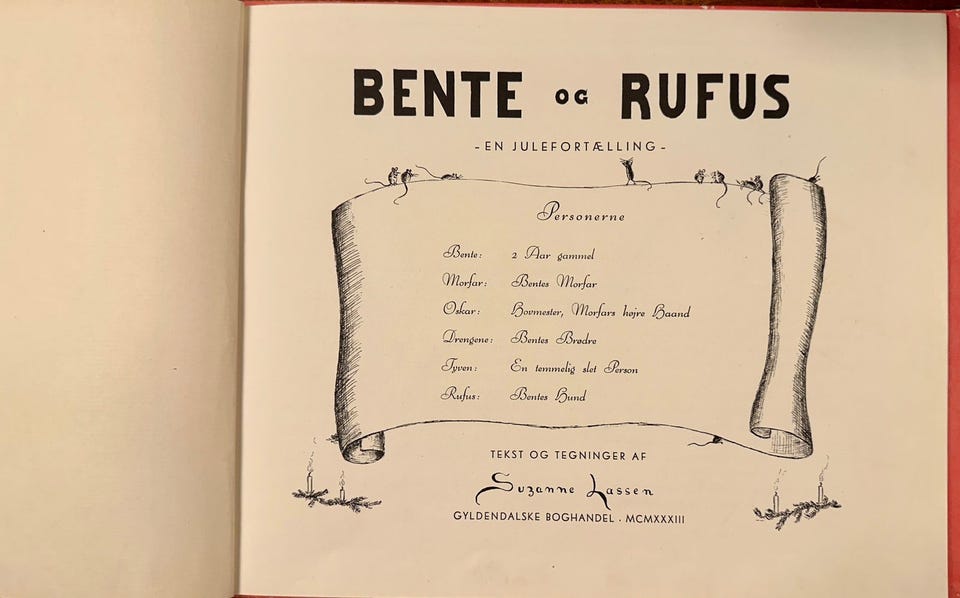 BENTE OG RUFUS
- EN JULEFORTÆLLING -
Personerne
Bente: 2 Aar gammel
Morfar: Bentes Morfar
Oskar: Hovmester, Morfars højre Haand
Drengene: Bentes Brødre
Tyven: En temmelig slet Person
Rufus: Bentes Hund
TEKST OG TEGNINGER AF
Suzanne Lassen
GYLDENDALSKE BOGHANDEL . MCMXXXIII